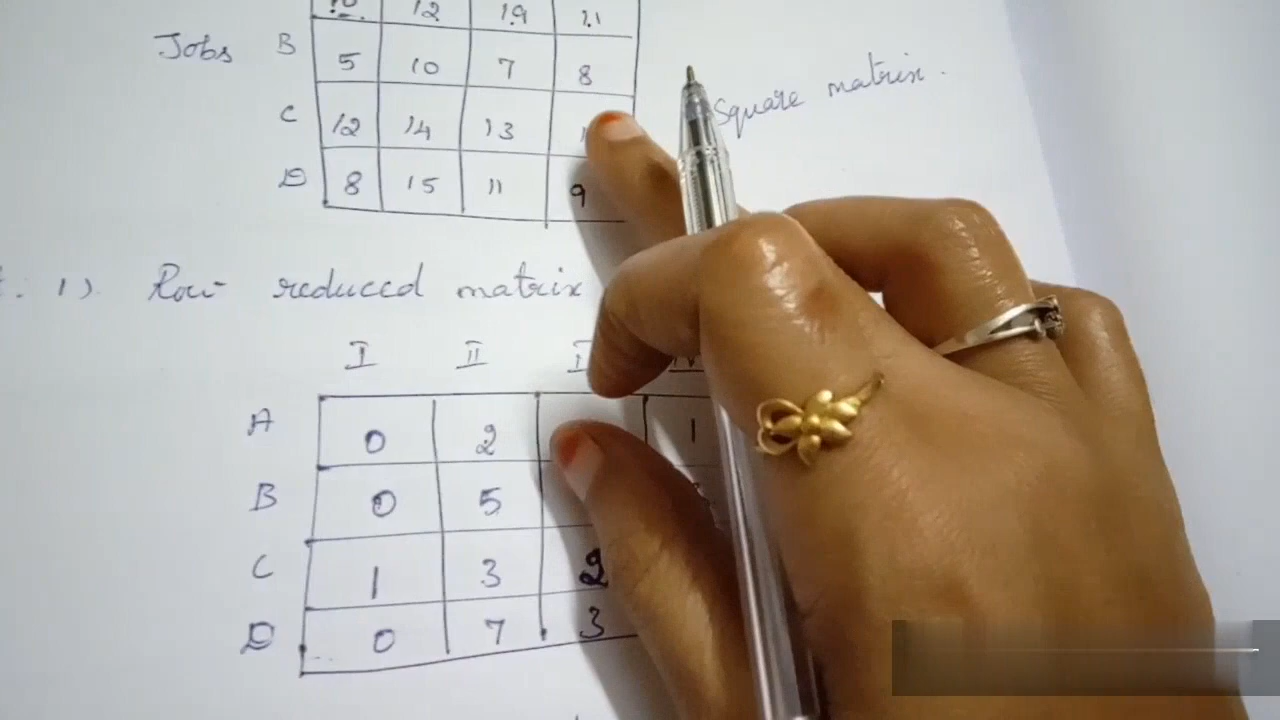 10 12 19 11
Jobs B 5 10 7 8
Square matrix.
C 12 14 13
D 8 15 11 9
1). Row reduced matrix
I II
A 0 2 1
B 0 5
C 1 3 2
D 0 7 3